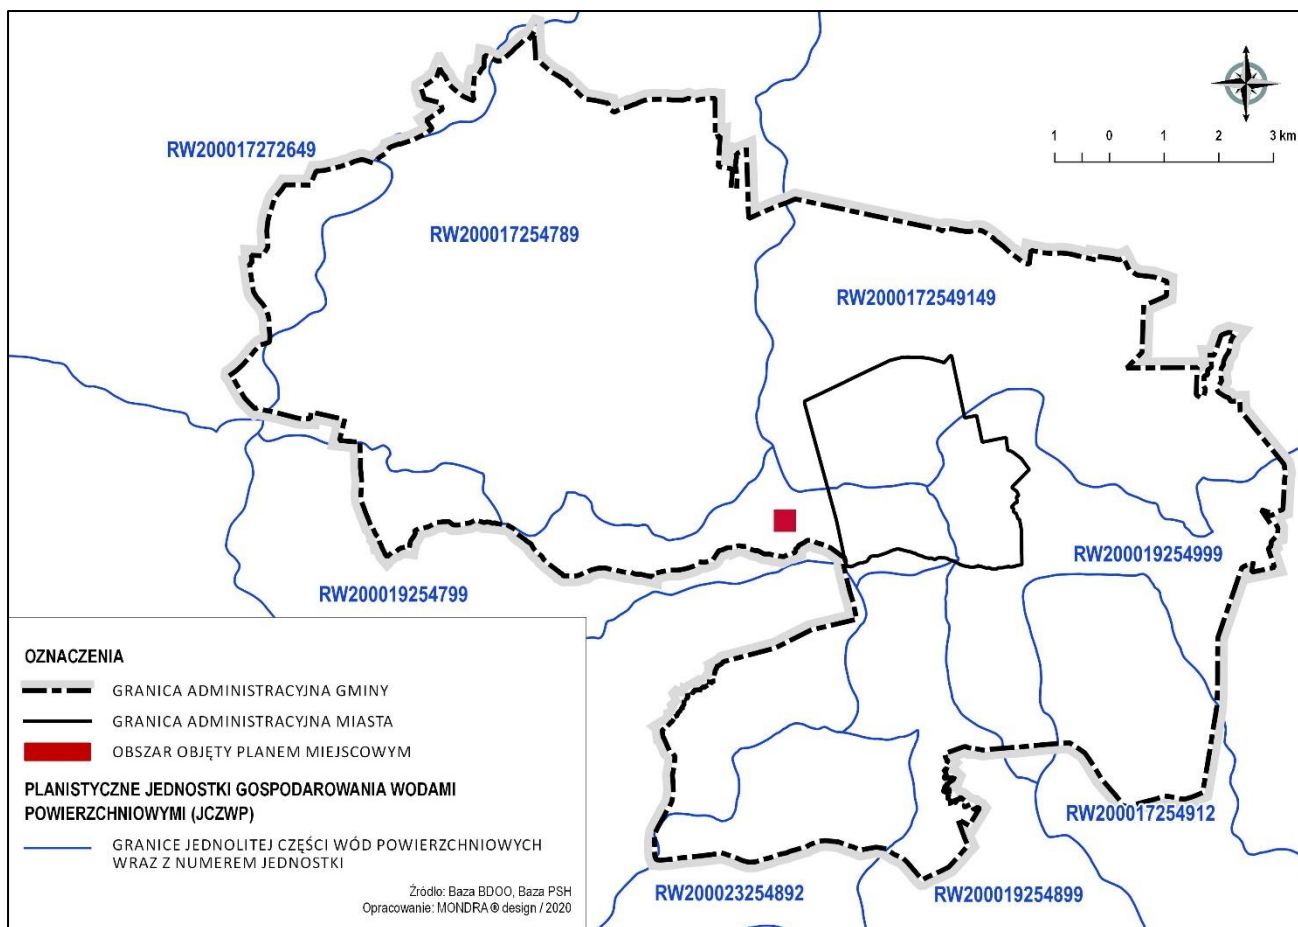 1 0 1 2 3 km
RW200017272649
RW200017254789
RW2000172549149
RW200019254999
RW200019254799
RW200017254912
RW200023254892
RW200019254899
OZNACZENIA
GRANICA ADMINISTRACYJNA GMINY
GRANICA ADMINISTRACYJNA MIASTA
OBSZAR OBJĘTY PLANEM MIEJSCOWYM
PLANISTYCZNE JEDNOSTKI GOSPODAROWANIA WODAMI
POWIERZCHNIOWYMI (JCZWP)
GRANICE JEDNOLITEJ CZĘŚCI WÓD POWIERZCHNIOWYCH
WRAZ Z NUMEREM JEDNOSTKI
Źródło: Baza BDOO, Baza PSH
Opracowanie: MONDRA ® design / 2020